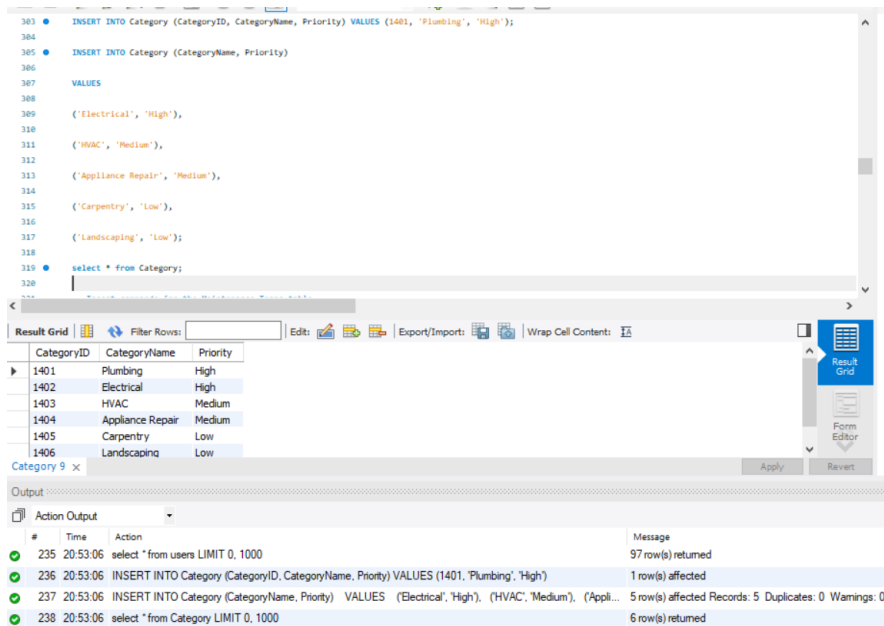 303 INSERT INTO Category (CategoryID, CategoryName, Priority) VALUES (1401, 'Plumbing', 'High');
304
305 INSERT INTO Category (CategoryName, Priority)
306
307 VALUES
308
309 ('Electrical', 'High'),
310
311 ('HVAC', 'Medium'),
312
313 ('Appliance Repair', 'Medium'),
314
315 ('Carpentry', 'Low'),
316
317 ('Landscaping', 'Low');
318
319 select * from Category;
320
Result Grid Filter Rows: Edit: Export/Import: Wrap Cell Content:
CategoryID CategoryName Priority
1401 Plumbing High
1402 Electrical High
1403 HVAC Medium
1404 Appliance Repair Medium
1405 Carpentry Low
1406 Landscaping Low
Result Grid
Form Editor
Category 9 Apply Revert
Output
Action Output
# Time Action Message
235 20:53:06 select * from users LIMIT 0, 1000 97 row(s) returned
236 20:53:06 INSERT INTO Category (CategoryID, CategoryName, Priority) VALUES (1401, 'Plumbing', 'High') 1 row(s) affected
237 20:53:06 INSERT INTO Category (CategoryName, Priority) VALUES ('Electrical', 'High'), ('HVAC', 'Medium'), ('Appli... 5 row(s) affected Records: 5 Duplicates: 0 Warnings: 0
238 20:53:06 select * from Category LIMIT 0, 1000 6 row(s) returned